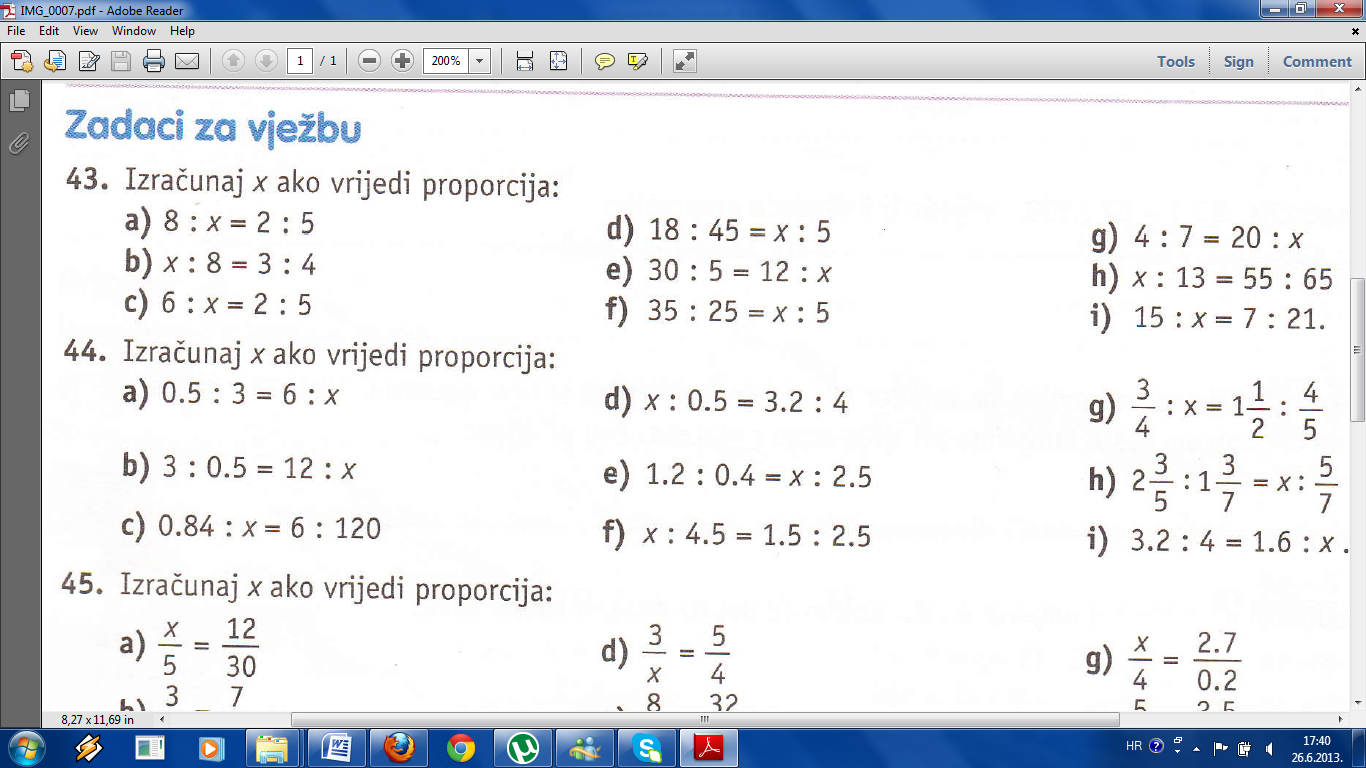 IMG_0007.pdf - Adobe Reader
File Edit View Window Help
1 / 1 200% Tools Sign Comment
Zadaci za vježbu
43. Izračunaj x ako vrijedi proporcija:
a) 8 : x = 2 : 5
b) x : 8 = 3 : 4
c) 6 : x = 2 : 5
d) 18 : 45 = x : 5
e) 30 : 5 = 12 : x
f) 35 : 25 = x : 5
g) 4 : 7 = 20 : x
h) x : 13 = 55 : 65
i) 15 : x = 7 : 21.
44. Izračunaj x ako vrijedi proporcija:
a) 0.5 : 3 = 6 : x
b) 3 : 0.5 = 12 : x
c) 0.84 : x = 6 : 120
d) x : 0.5 = 3.2 : 4
e) 1.2 : 0.4 = x : 2.5
f) x : 4.5 = 1.5 : 2.5
g) 3/4 : x = 1 1/2 : 4/5
h) 2 3/5 : 1 3/7 = x : 5/7
i) 3.2 : 4 = 1.6 : x .
45. Izračunaj x ako vrijedi proporcija:
a) x/5 = 12/30
3 7
d) 3/x = 5/4
8 32
g) x/4 = 2.7/0.2
8,27 x 11,69 in
HR 17:40
26.6.2013.